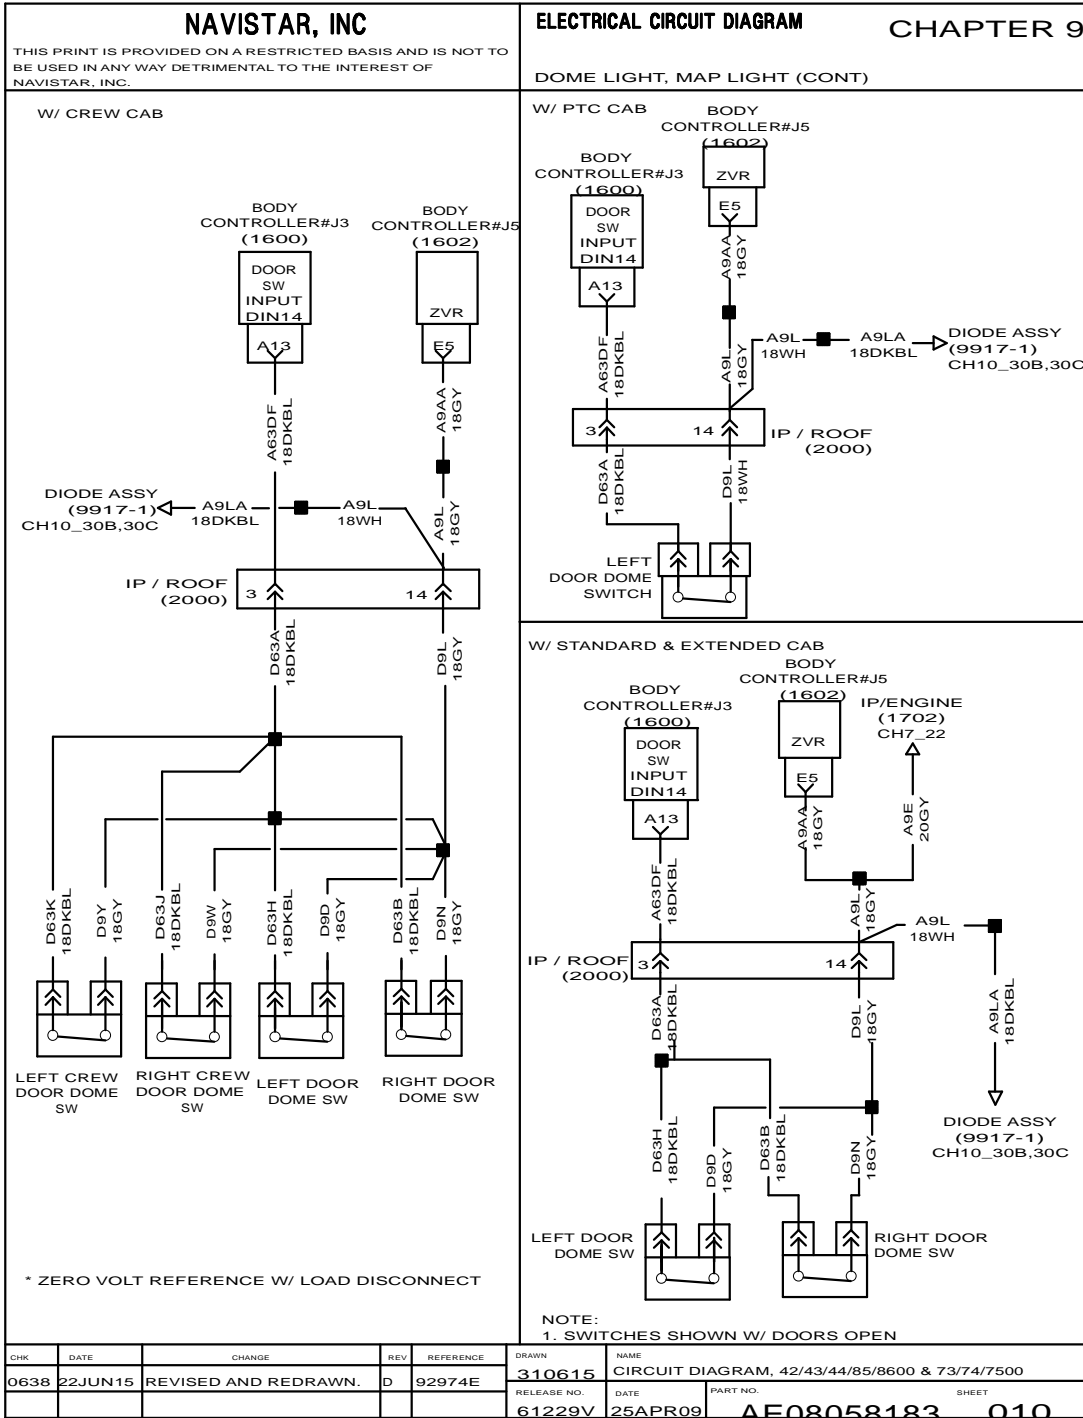 NAVISTAR, INC
THIS PRINT IS PROVIDED ON A RESTRICTED BASIS AND IS NOT TO
BE USED IN ANY WAY DETRIMENTAL TO THE INTEREST OF
NAVISTAR, INC.
ELECTRICAL CIRCUIT DIAGRAM
CHAPTER 9
DOME LIGHT, MAP LIGHT (CONT)
W/ CREW CAB
BODY
CONTROLLER#J3
(1600)
DOOR
SW
INPUT
DIN14
A13
BODY
CONTROLLER#J5
(1602)
ZVR
E5
A63DF
18DKBL
A9AA
18GY
DIODE ASSY
(9917-1)
CH10_30B,30C
A9LA
18DKBL
A9L
18WH
A9L
18GY
IP / ROOF
(2000)
3
14
D63A
18DKBL
D9L
18GY
D63K
18DKBL
D9Y
18GY
D63J
18DKBL
D9W
18GY
D63H
18DKBL
D9D
18GY
D63B
18DKBL
D9N
18GY
LEFT CREW
DOOR DOME
SW
RIGHT CREW
DOOR DOME
SW
LEFT DOOR
DOME SW
RIGHT DOOR
DOME SW
* ZERO VOLT REFERENCE W/ LOAD DISCONNECT
W/ PTC CAB
BODY
CONTROLLER#J5
(1602)
ZVR
E5
BODY
CONTROLLER#J3
(1600)
DOOR
SW
INPUT
DIN14
A13
A9AA
18GY
A63DF
18DKBL
A9L
18GY
A9L
18WH
A9LA
18DKBL
DIODE ASSY
(9917-1)
CH10_30B,30C
3
14
IP / ROOF
(2000)
D63A
18DKBL
D9L
18WH
LEFT
DOOR DOME
SWITCH
W/ STANDARD & EXTENDED CAB
BODY
CONTROLLER#J5
(1602)
ZVR
E5
BODY
CONTROLLER#J3
(1600)
DOOR
SW
INPUT
DIN14
A13
IP/ENGINE
(1702)
CH7_22
A9AA
18GY
A9E
20GY
A63DF
18DKBL
A9L
18GY
A9L
18WH
IP / ROOF
(2000)
3
14
D63A
18DKBL
D9L
18GY
A9LA
18DKBL
DIODE ASSY
(9917-1)
CH10_30B,30C
D63H
18DKBL
D9D
18GY
D63B
18DKBL
D9N
18GY
LEFT DOOR
DOME SW
RIGHT DOOR
DOME SW
NOTE:
1. SWITCHES SHOWN W/ DOORS OPEN
CHK DATE CHANGE REV REFERENCE
0638 22JUN15 REVISED AND REDRAWN. D 92974E
DRAWN
310615
NAME
CIRCUIT DIAGRAM, 42/43/44/85/8600 & 73/74/7500
RELEASE NO.
61229V
DATE
25APR09
PART NO.
AE08058183
SHEET
010